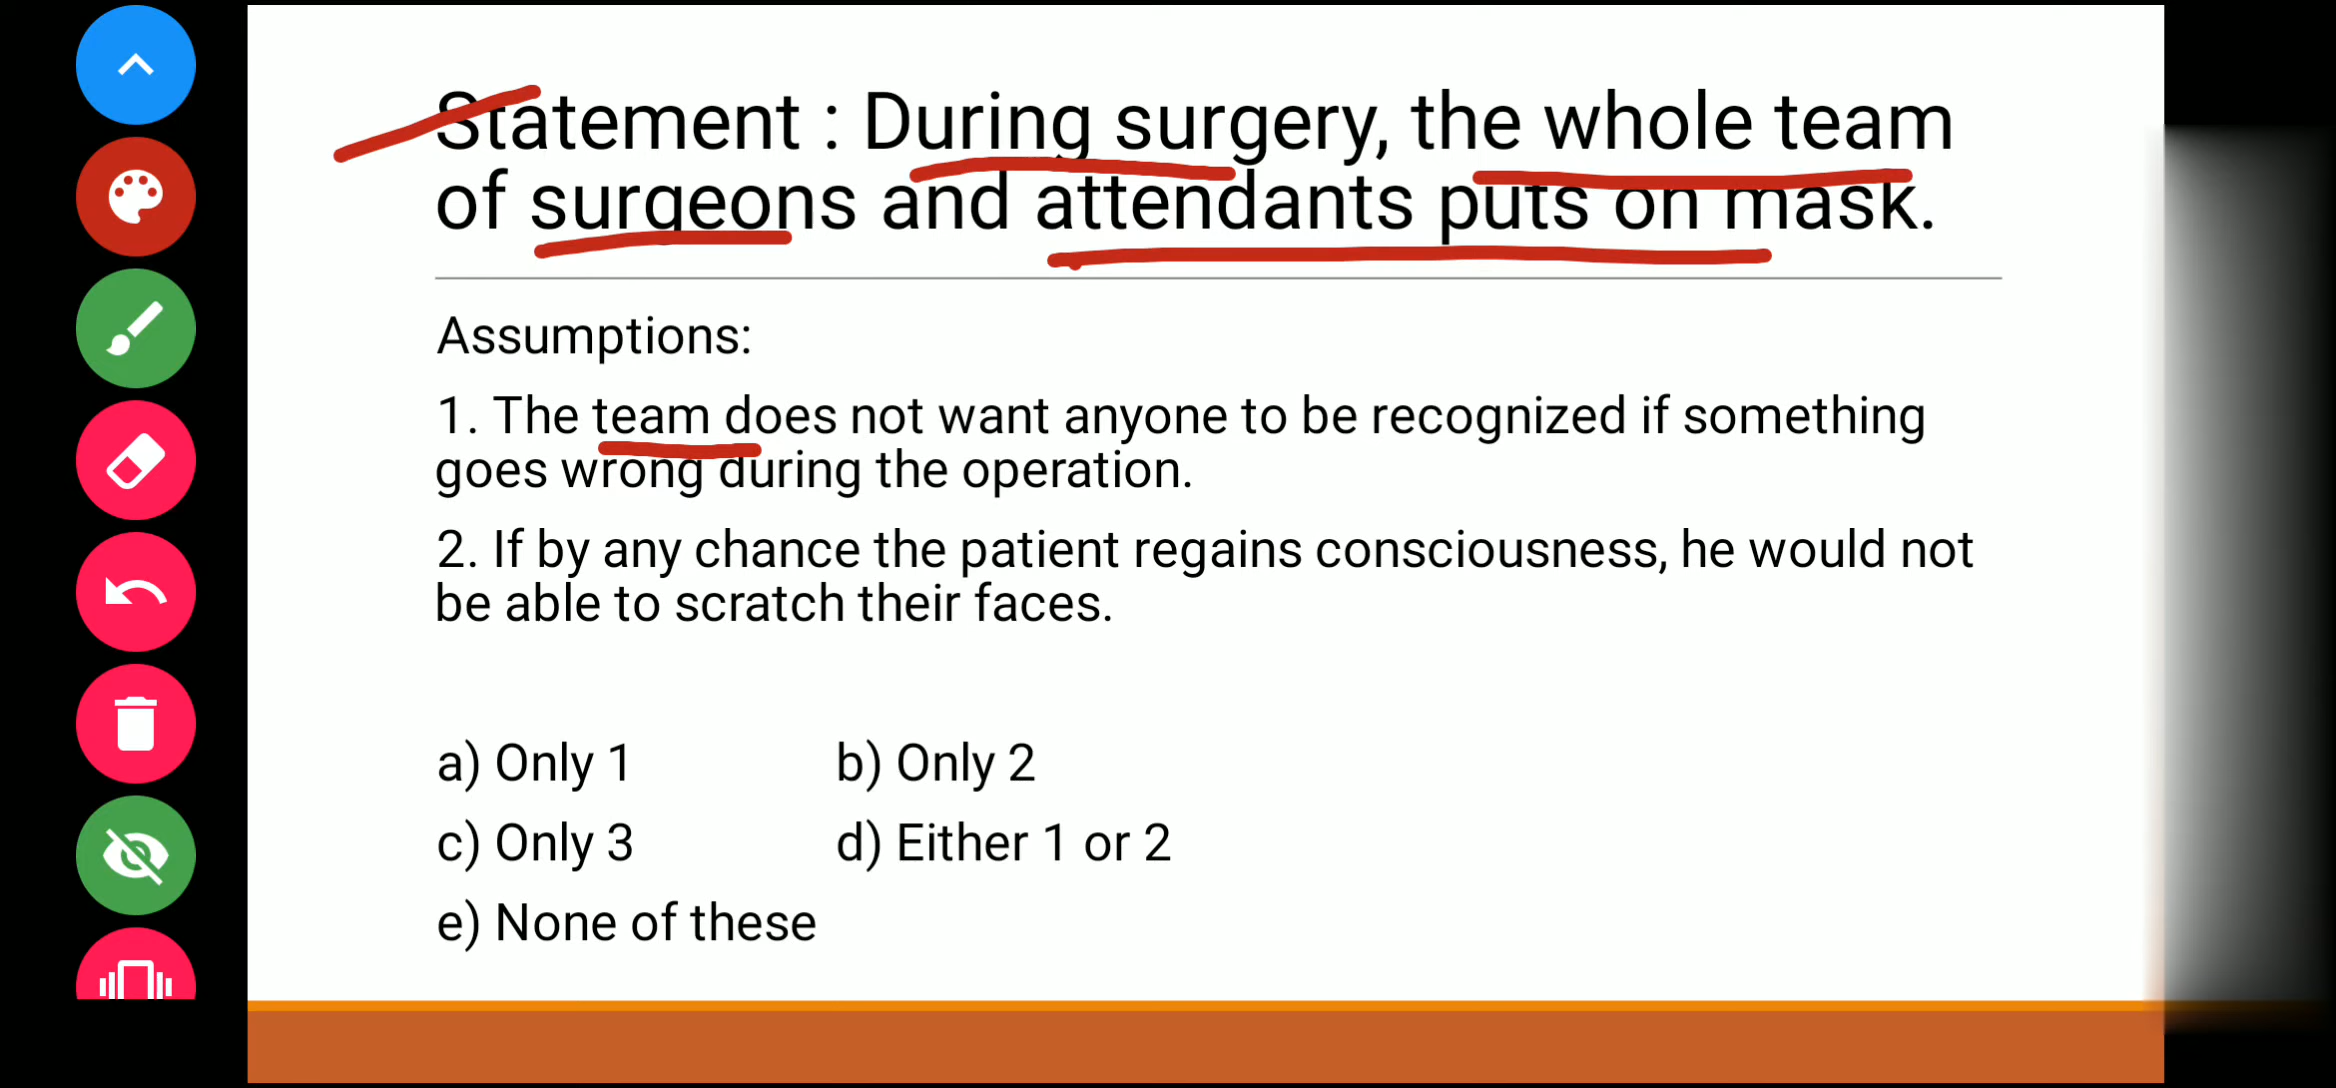 Statement : During surgery, the whole team
of surgeons and attendants puts on mask.
Assumptions:
1. The team does not want anyone to be recognized if something
goes wrong during the operation.
2. If by any chance the patient regains consciousness, he would not
be able to scratch their faces.
a) Only 1 b) Only 2
c) Only 3 d) Either 1 or 2
e) None of these